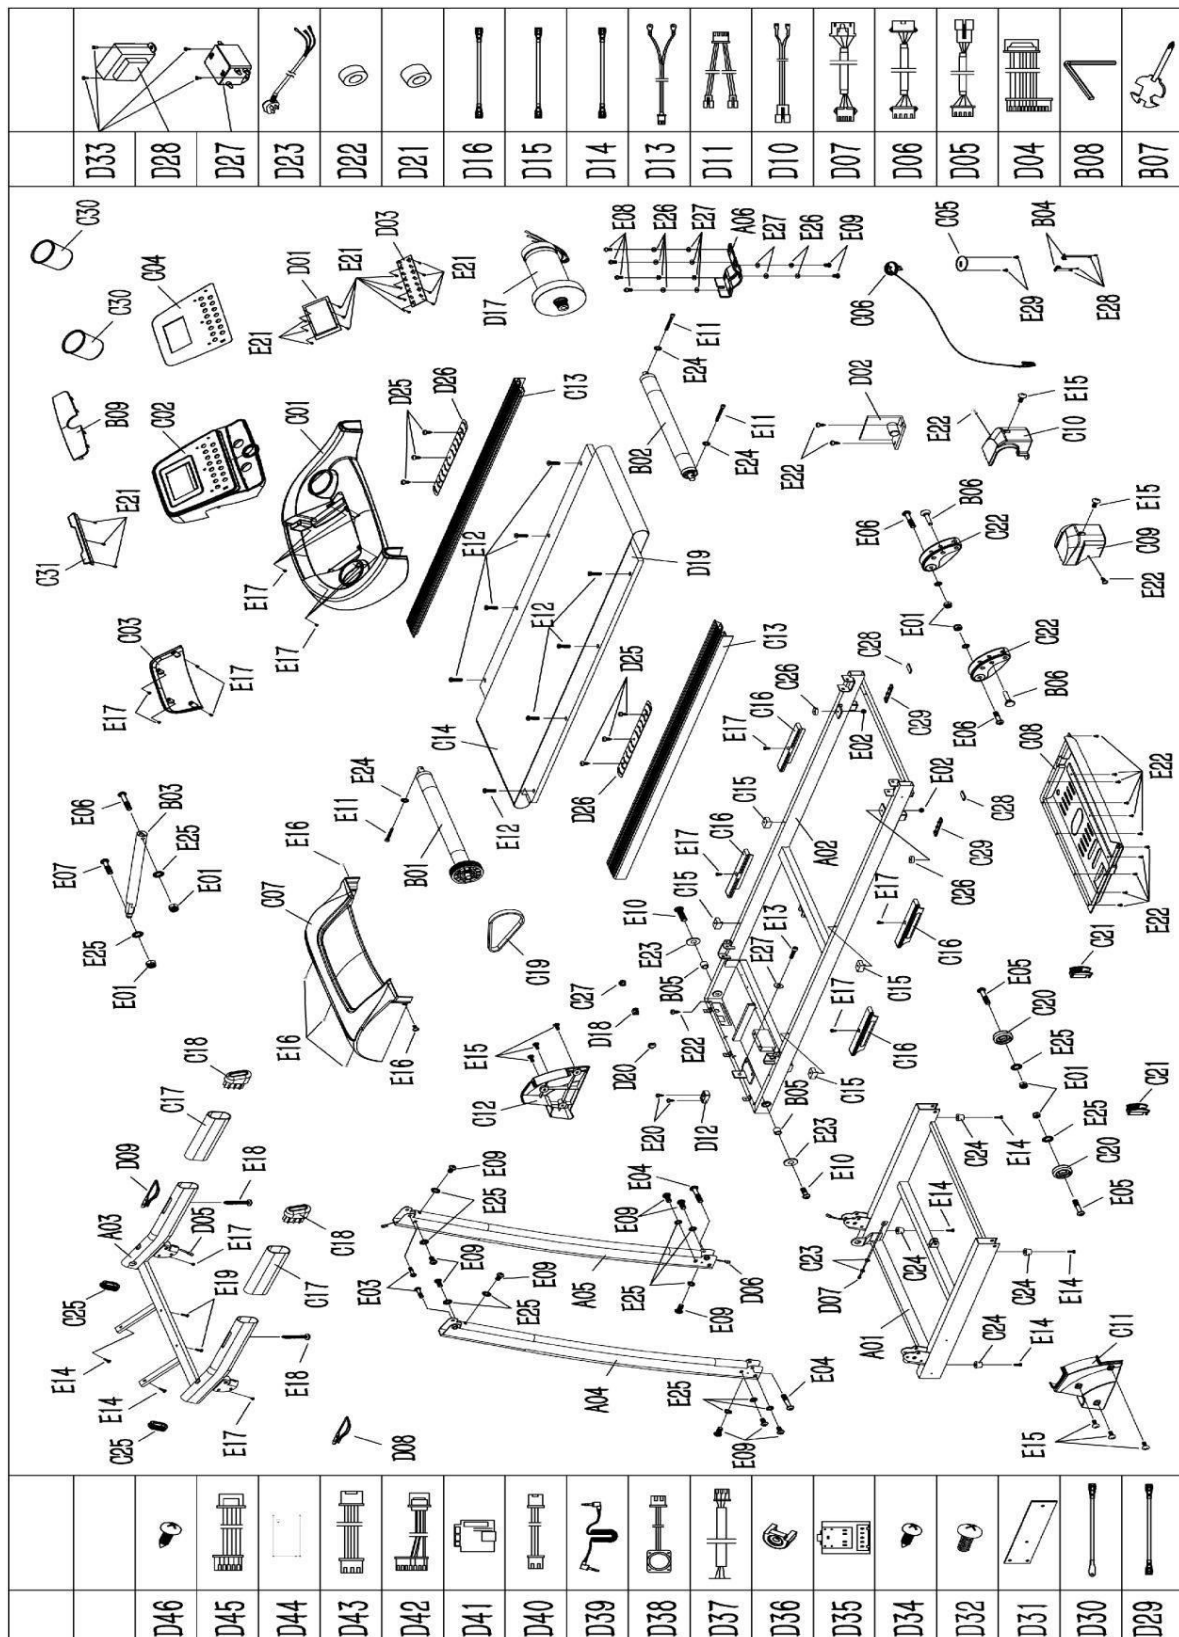 D33
D28
D27
D23
D22
D21
D16
D15
D14
D13
D11
D10
D07
D06
D05
D04
B08
B07
C30
C30
C04
D01
E21
D03
E21
E21
D17
E08
E26
E27
A06
E27
E26
E09
C06
C05
E29
B04
E28
B09
C02
C01
D25
D26
C13
E24
E11
B02
E24
E11
D02
E22
E22
E15
C10
C31
E21
E17
E17
E12
E12
D19
D25
D26
C13
E06
B06
C22
E01
C22
B06
E06
E15
C09
E22
C03
E17
E17
C14
E12
E24
E11
B01
C28
C26
C16
C29
E02
E17
C15
A02
E02
C28
C29
C26
C08
E22
E22
E06
B03
E07
E25
E01
E25
E01
E16
C07
E16
E16
C19
C16
E17
C15
E10
E23
B05
E13
E27
E17
C16
C15
E17
C16
C15
C21
E05
C20
E25
E01
E25
C20
E05
C21
C27
D18
E15
C12
D20
E22
E20
D12
B05
E23
E10
C18
C17
D09
A03
E18
D05
E17
C18
C17
E19
C25
E14
E14
C25
E18
E17
D08
E09
E25
E04
E09
E03
E09
E25
E09
A05
E25
D06
E09
A04
E25
E04
E09
C24
E14
E14
C23
D07
C24
C24
E14
A01
C24
E14
C11
E15
D46
D45
D44
D43
D42
D41
D40
D39
D38
D37
D36
D35
D34
D32
D31
D30
D29